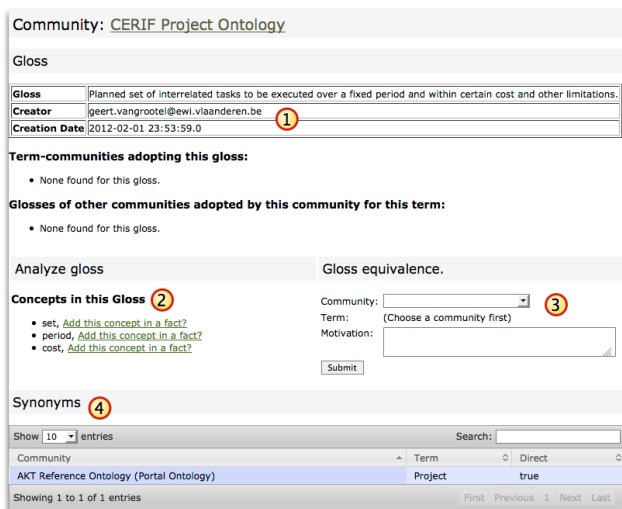 Community: CERIF Project Ontology
Gloss
Gloss Planned set of interrelated tasks to be executed over a fixed period and within certain cost and other limitations.
Creator geert.vangrootel@ewi.vlaanderen.be
1
Creation Date 2012-02-01 23:53:59.0
Term-communities adopting this gloss:
• None found for this gloss.
Glosses of other communities adopted by this community for this term:
• None found for this gloss.
Analyze gloss
Concepts in this Gloss 2
• set, Add this concept in a fact?
• period, Add this concept in a fact?
• cost, Add this concept in a fact?
Gloss equivalence.
Community:
3
Term: (Choose a community first)
Motivation:
Submit
Synonyms 4
Show 10 entries Search:
Community Term Direct
AKT Reference Ontology (Portal Ontology) Project true
Showing 1 to 1 of 1 entries First Previous 1 Next Last